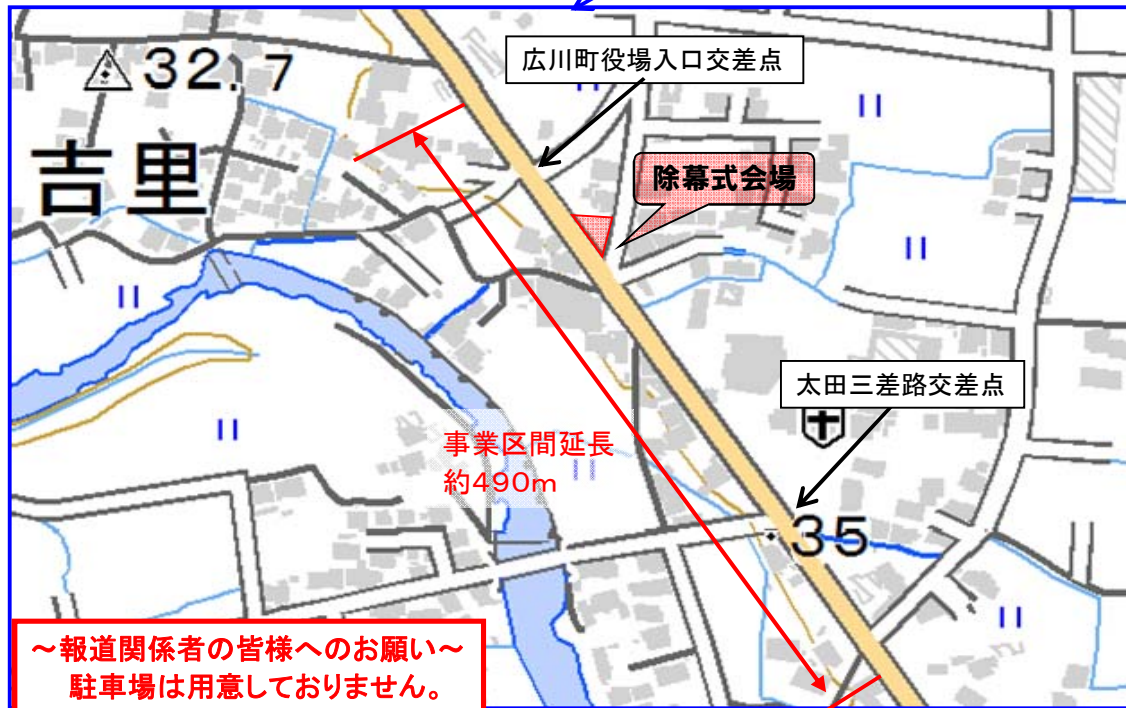 広川町役場入口交差点
32.7
吉里
除幕式会場
太田三差路交差点
事業区間延長
約490m
35
～報道関係者の皆様へのお願い～
駐車場は用意しておりません。